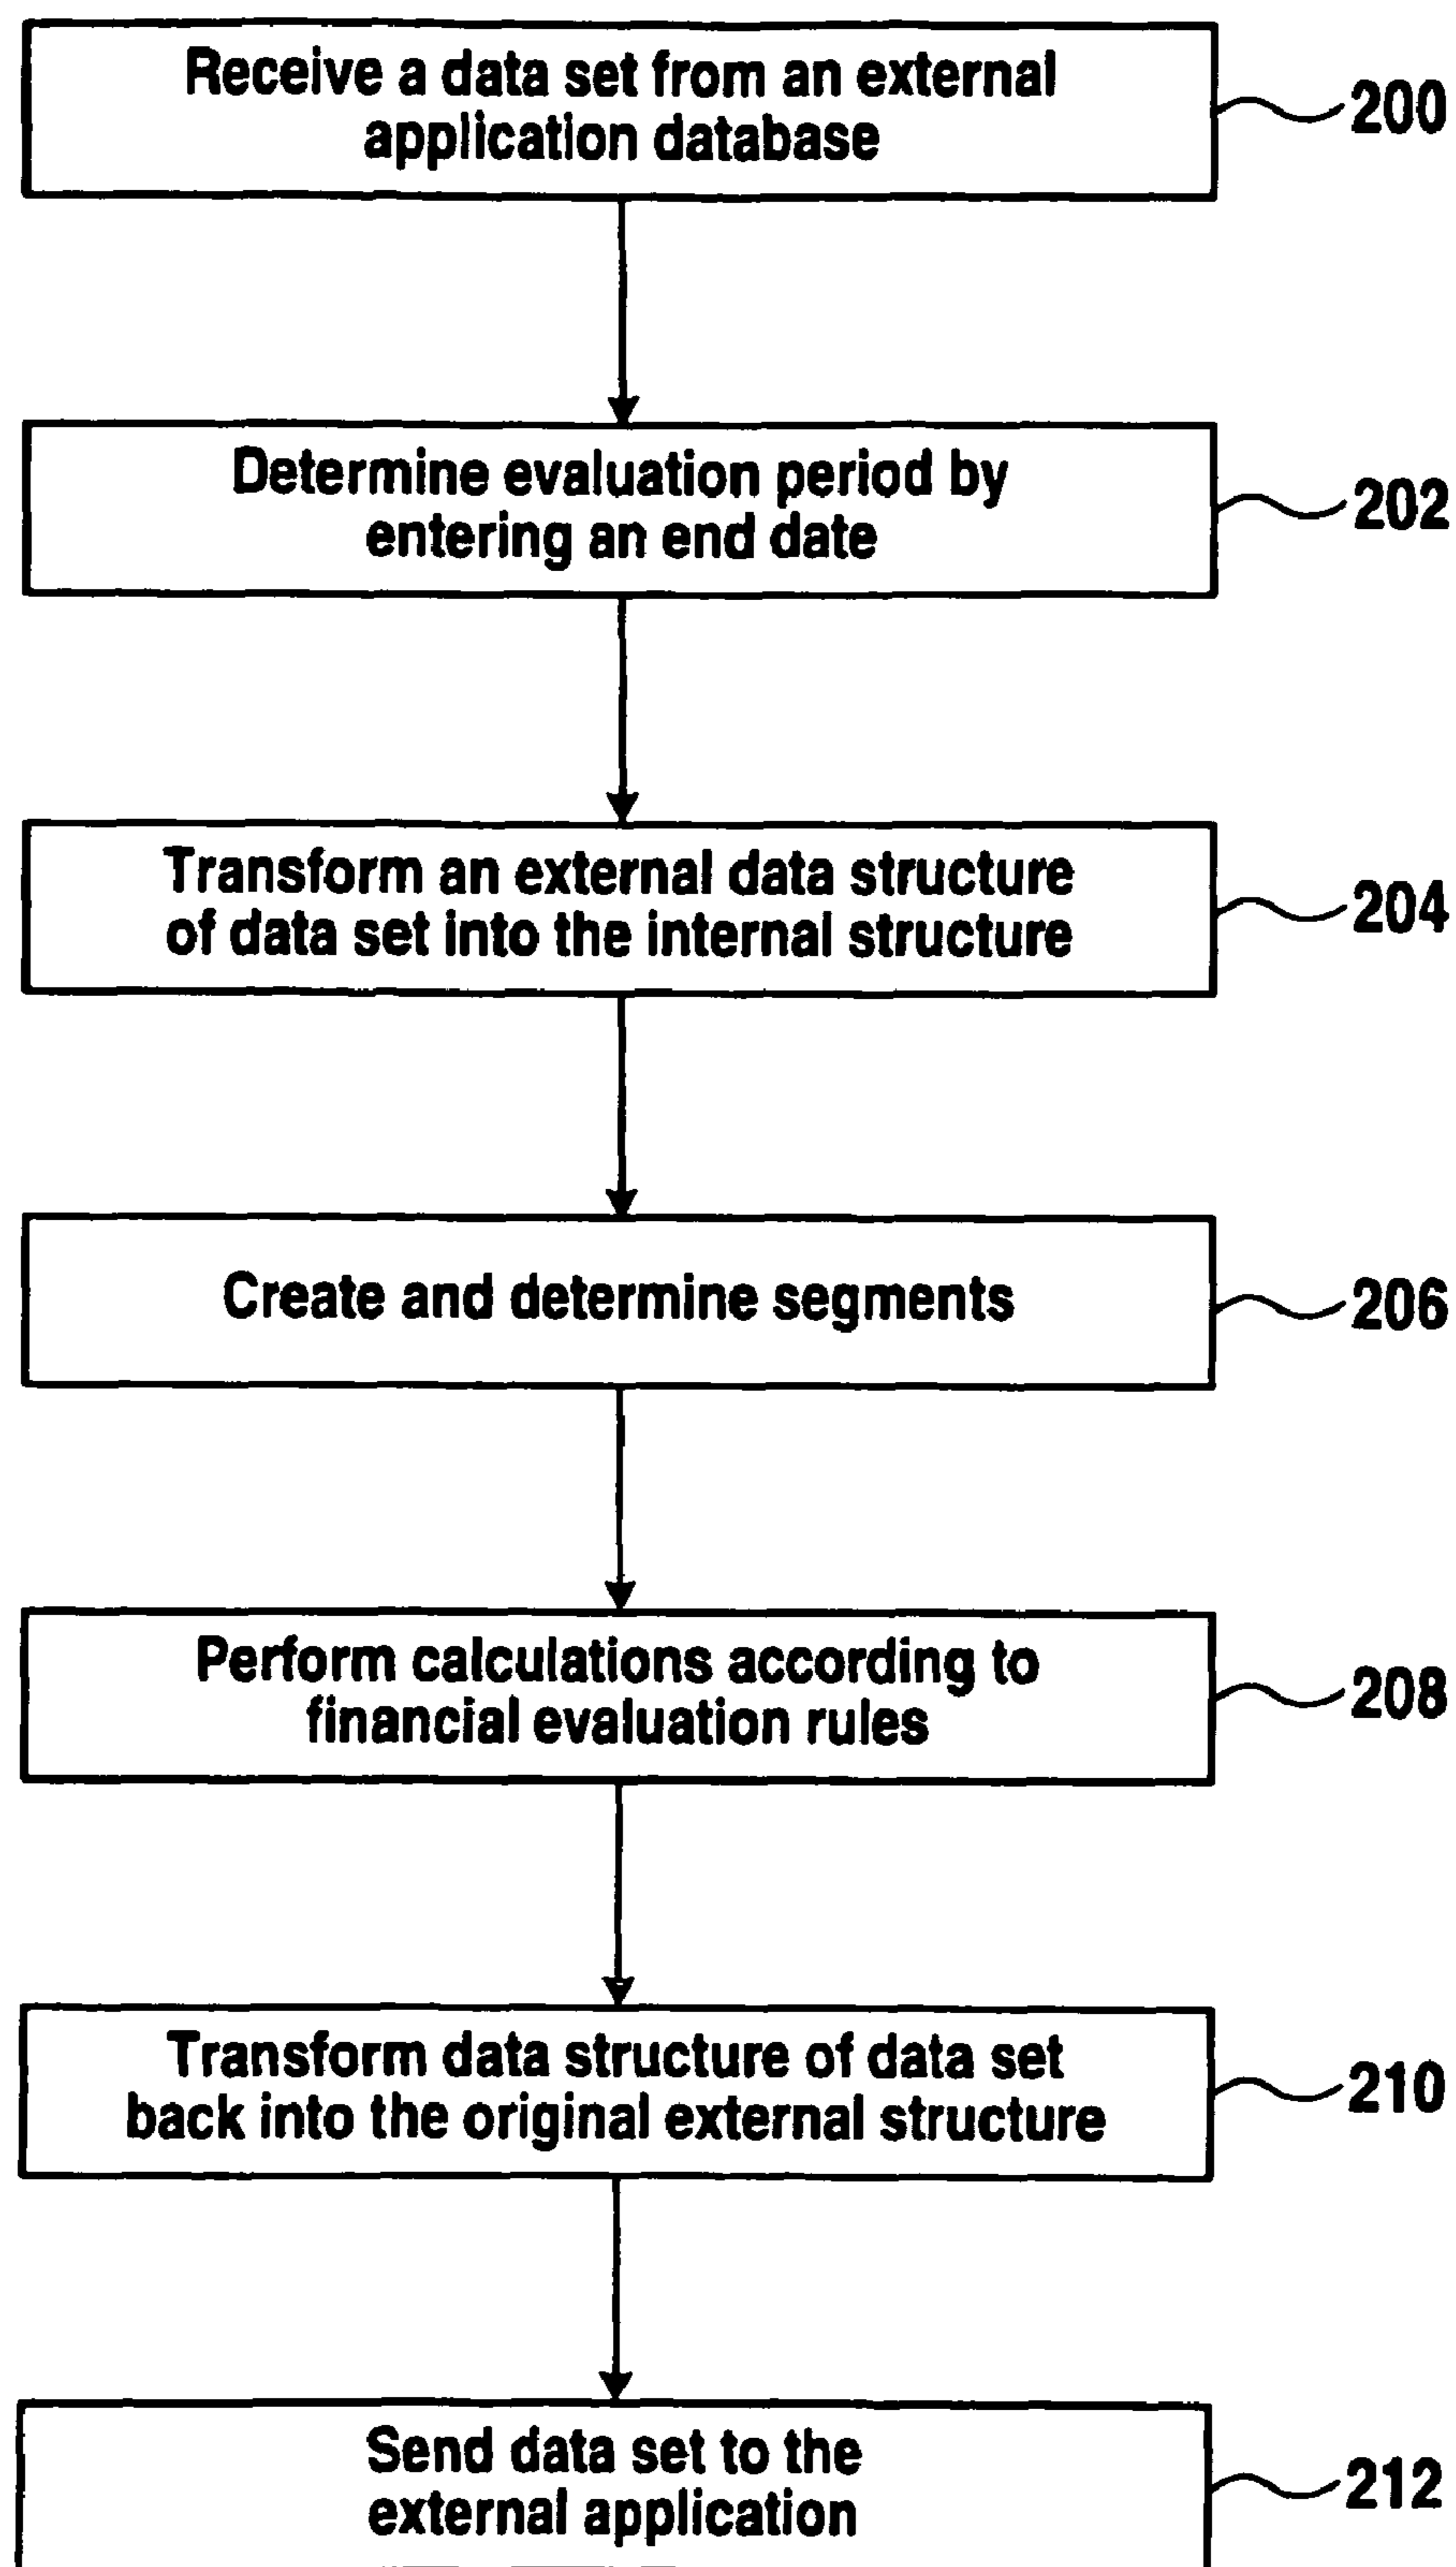 Receive a data set from an external
application database
200
Determine evaluation period by
entering an end date
202
Transform an external data structure
of data set into the internal structure
204
Create and determine segments
206
Perform calculations according to
financial evaluation rules
208
Transform data structure of data set
back into the original external structure
210
Send data set to the
external application
212